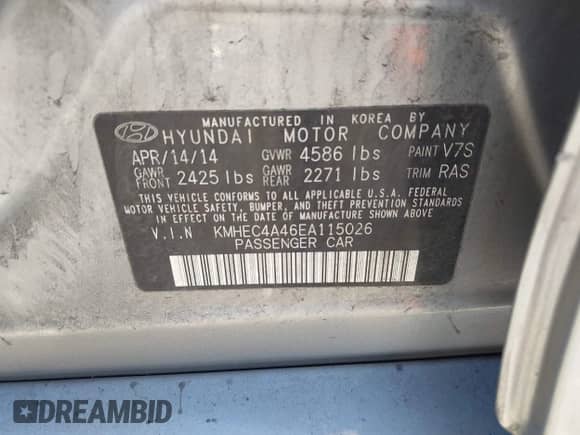 MANUFACTURED IN KOREA BY
HYUNDAI MOTOR COMPANY
APR/14/14 GVWR 4586 lbs PAINT V7S
GAWR FRONT 2425 lbs GAWR REAR 2271 lbs TRIM RAS
THIS VEHICLE CONFORMS TO ALL APPLICABLE U.S.A. FEDERAL
MOTOR VEHICLE SAFETY, BUMPER, AND THEFT PREVENTION STANDARDS
IN EFFECT ON THE DATE OF MANUFACTURE SHOWN ABOVE.
V.I.N KMHEC4A46EA115026
PASSENGER CAR
DREAMBID